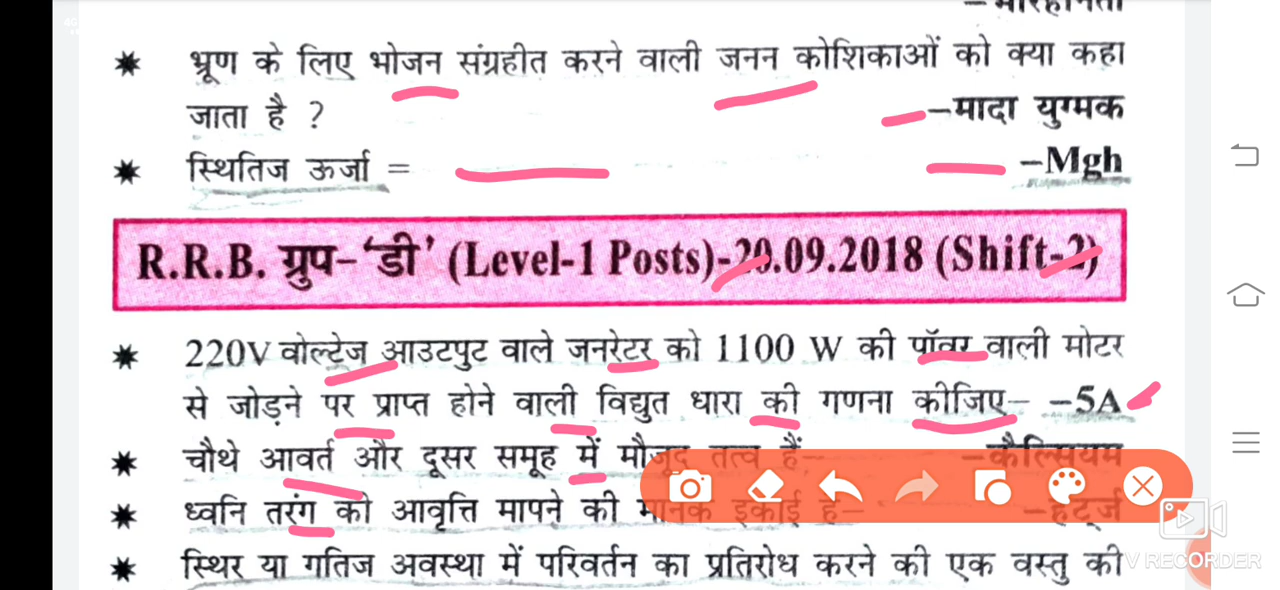 ✷ भ्रूण के लिए भोजन संग्रहीत करने वाली जनन कोशिकाओं को क्या कहा
जाता है ? –मादा युग्मक
✷ स्थितिज ऊर्जा = –Mgh
R.R.B. ग्रुप–‘डी’ (Level-1 Posts)-20.09.2018 (Shift-2)
✷ 220V वोल्ट्रेज आउटपुट वाले जनरेटर को 1100 W की पॉवर वाली मोटर
से जोड़ने पर प्राप्त होने वाली विद्युत धारा की गणना कीजिए– –5A
✷ चौथे आवर्त और दूसर समूह में मौजूद तत्व हैं– –कैल्सियम
✷ ध्वनि तरंग को आवृत्ति मापने की मानक इकाई है– –हर्ट्ज
✷ स्थिर या गतिज अवस्था में परिवर्तन का प्रतिरोध करने की एक वस्तु की
V RECORDER